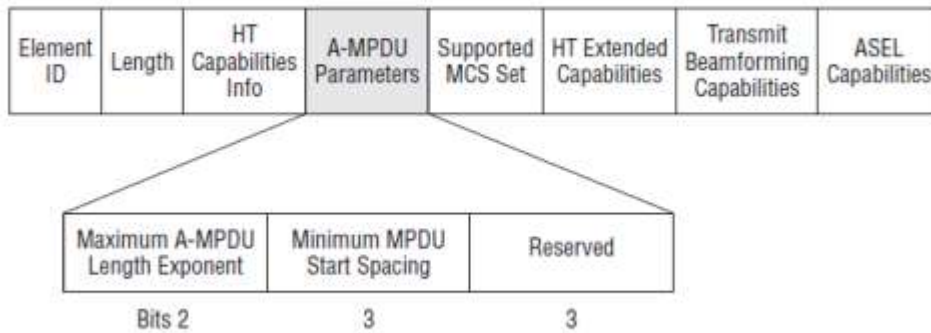 Element
ID
Length
HT
Capabilities
Info
A-MPDU
Parameters
Supported
MCS Set
HT Extended
Capabilities
Transmit
Beamforming
Capabilities
ASEL
Capabilities
Maximum A-MPDU
Length Exponent
Minimum MPDU
Start Spacing
Reserved
Bits 2
3
3